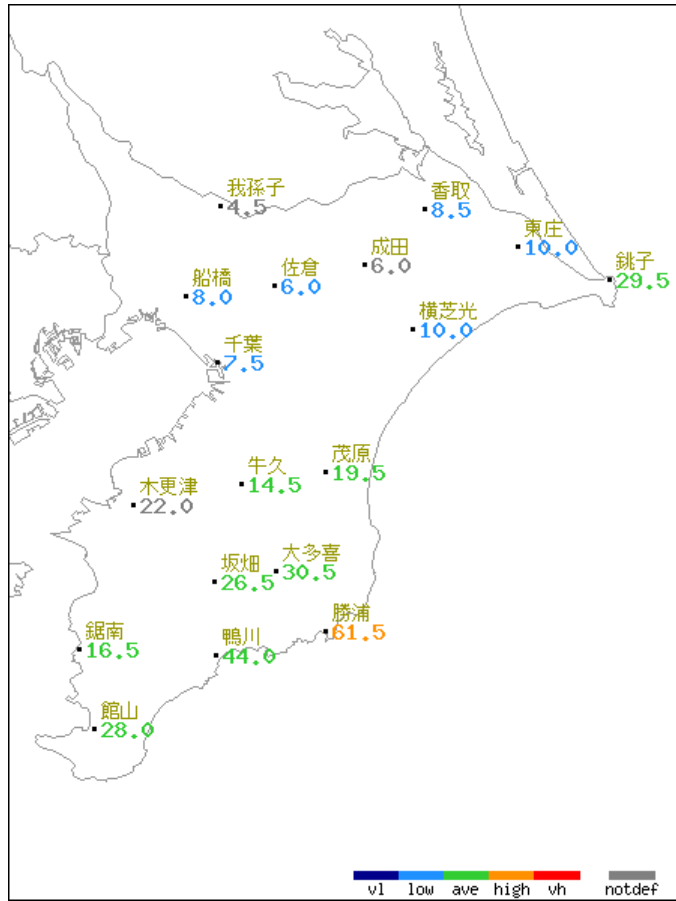 我孫子
4.5
香取
8.5
東庄
10.0
成田
6.0
銚子
29.5
船橋
8.0
佐倉
6.0
横芝光
10.0
千葉
7.5
牛久
14.5
茂原
19.5
木更津
22.0
坂畑
26.5
大多喜
30.5
勝浦
61.5
鋸南
16.5
鴨川
44.0
館山
28.0
vl low ave high vh notdef